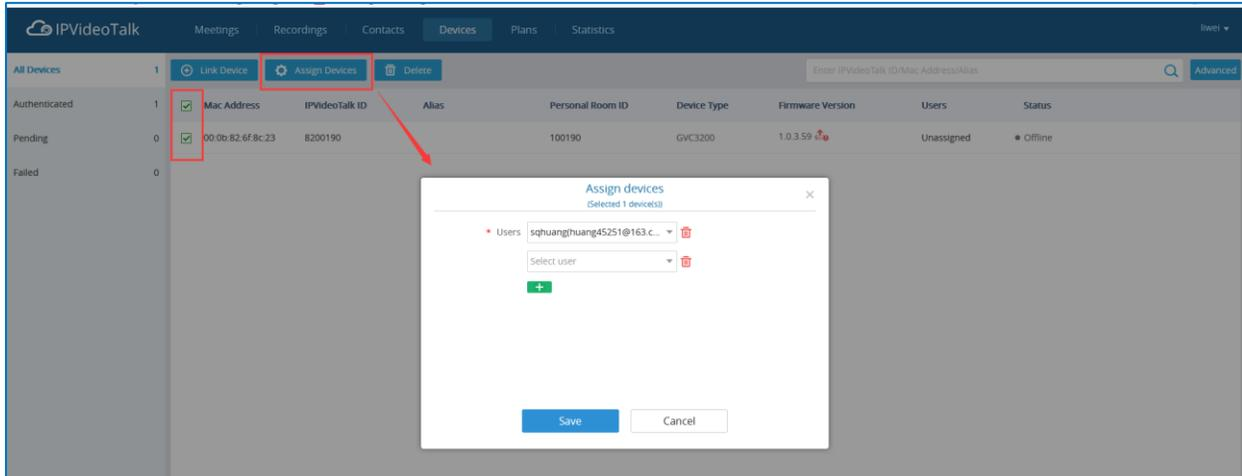 IPVideoTalk Meetings Recordings Contacts Devices Plans Statistics liwei
All Devices 1 Link Device Assign Devices Delete Enter IPVideoTalk ID/Mac Address/Alias Advanced
Authenticated 1 Mac Address IPVideoTalk ID Alias Personal Room ID Device Type Firmware Version Users Status
Pending 0 00:0b:82:6f:8c:23 8200190 100190 GVC3200 1.0.3.59 Unassigned Offline
Failed 0
Assign devices
(Selected 1 device(s))
* Users sqhuang(huang45251@163.c...
Select user
+
Save Cancel